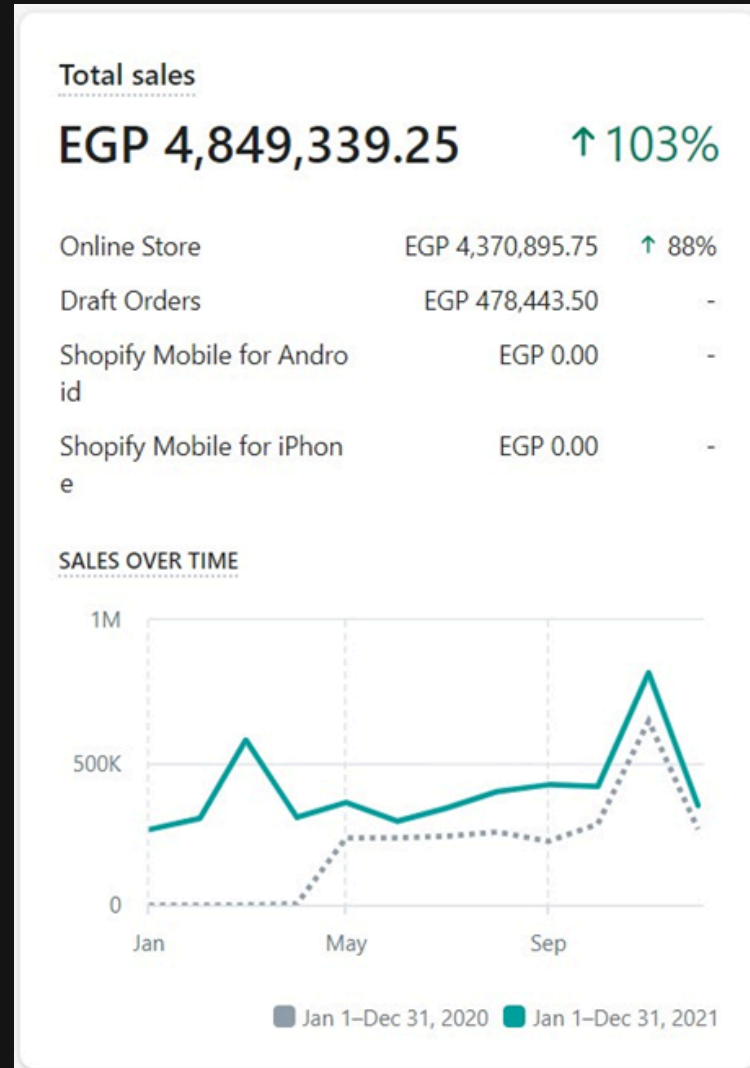 Total sales
EGP 4,849,339.25 ↑ 103%
Online Store EGP 4,370,895.75 ↑ 88%
Draft Orders EGP 478,443.50 -
Shopify Mobile for Andro EGP 0.00 -
id
Shopify Mobile for iPhon EGP 0.00 -
e
SALES OVER TIME
1M
500K
0
Jan May Sep
Jan 1–Dec 31, 2020 Jan 1–Dec 31, 2021